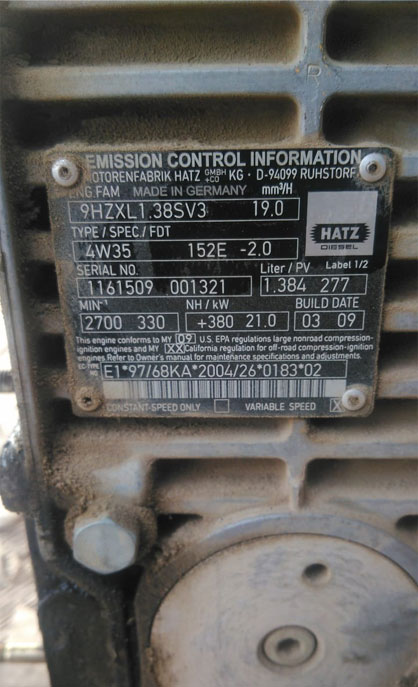 EMISSION CONTROL INFORMATION
MOTORENFABRIK HATZ GMBH +CO KG · D-94099 RUHSTORF
ENG.FAM MADE IN GERMANY mm³/H
9HZXL1.38SV3 19.0
HATZ
DIESEL
TYPE / SPEC / FDT
4W35 152E -2.0
SERIAL NO. Liter / PV Label 1/2
1161509 001321 1.384 277
MIN⁻¹ NH / kW BUILD DATE
2700 330 +380 21.0 03 09
This engine conforms to MY 09 U.S. EPA regulations large nonroad compression-
ignition engines and MY XX California regulation for off-road compression-ignition
engines. Refer to Owner's manual for maintenance specifications and adjustments.
EC-TYPE NO. E1*97/68KA*2004/26*0183*02
CONSTANT-SPEED ONLY VARIABLE SPEED X